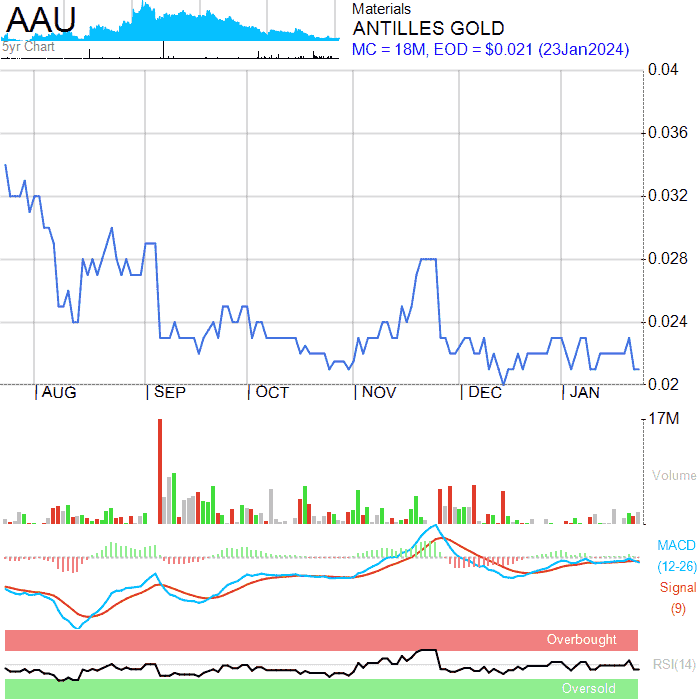 AAU
5yr Chart
Materials
ANTILLES GOLD
MC = 18M, EOD = $0.021 (23Jan2024)
0.04
0.036
0.032
0.028
0.024
0.02
AUG SEP OCT NOV DEC JAN
17M
Volume
MACD
(12-26)
Signal
(9)
Overbought
RSI(14)
Oversold